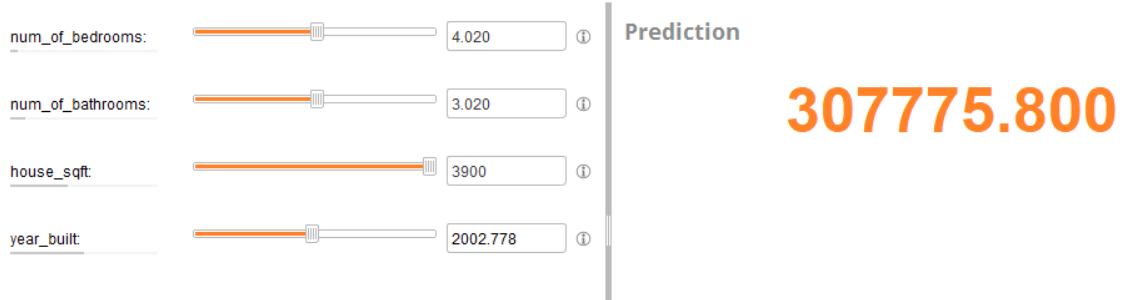 num_of_bedrooms: 4.020
num_of_bathrooms: 3.020
house_sqft: 3900
year_built: 2002.778
Prediction
307775.800